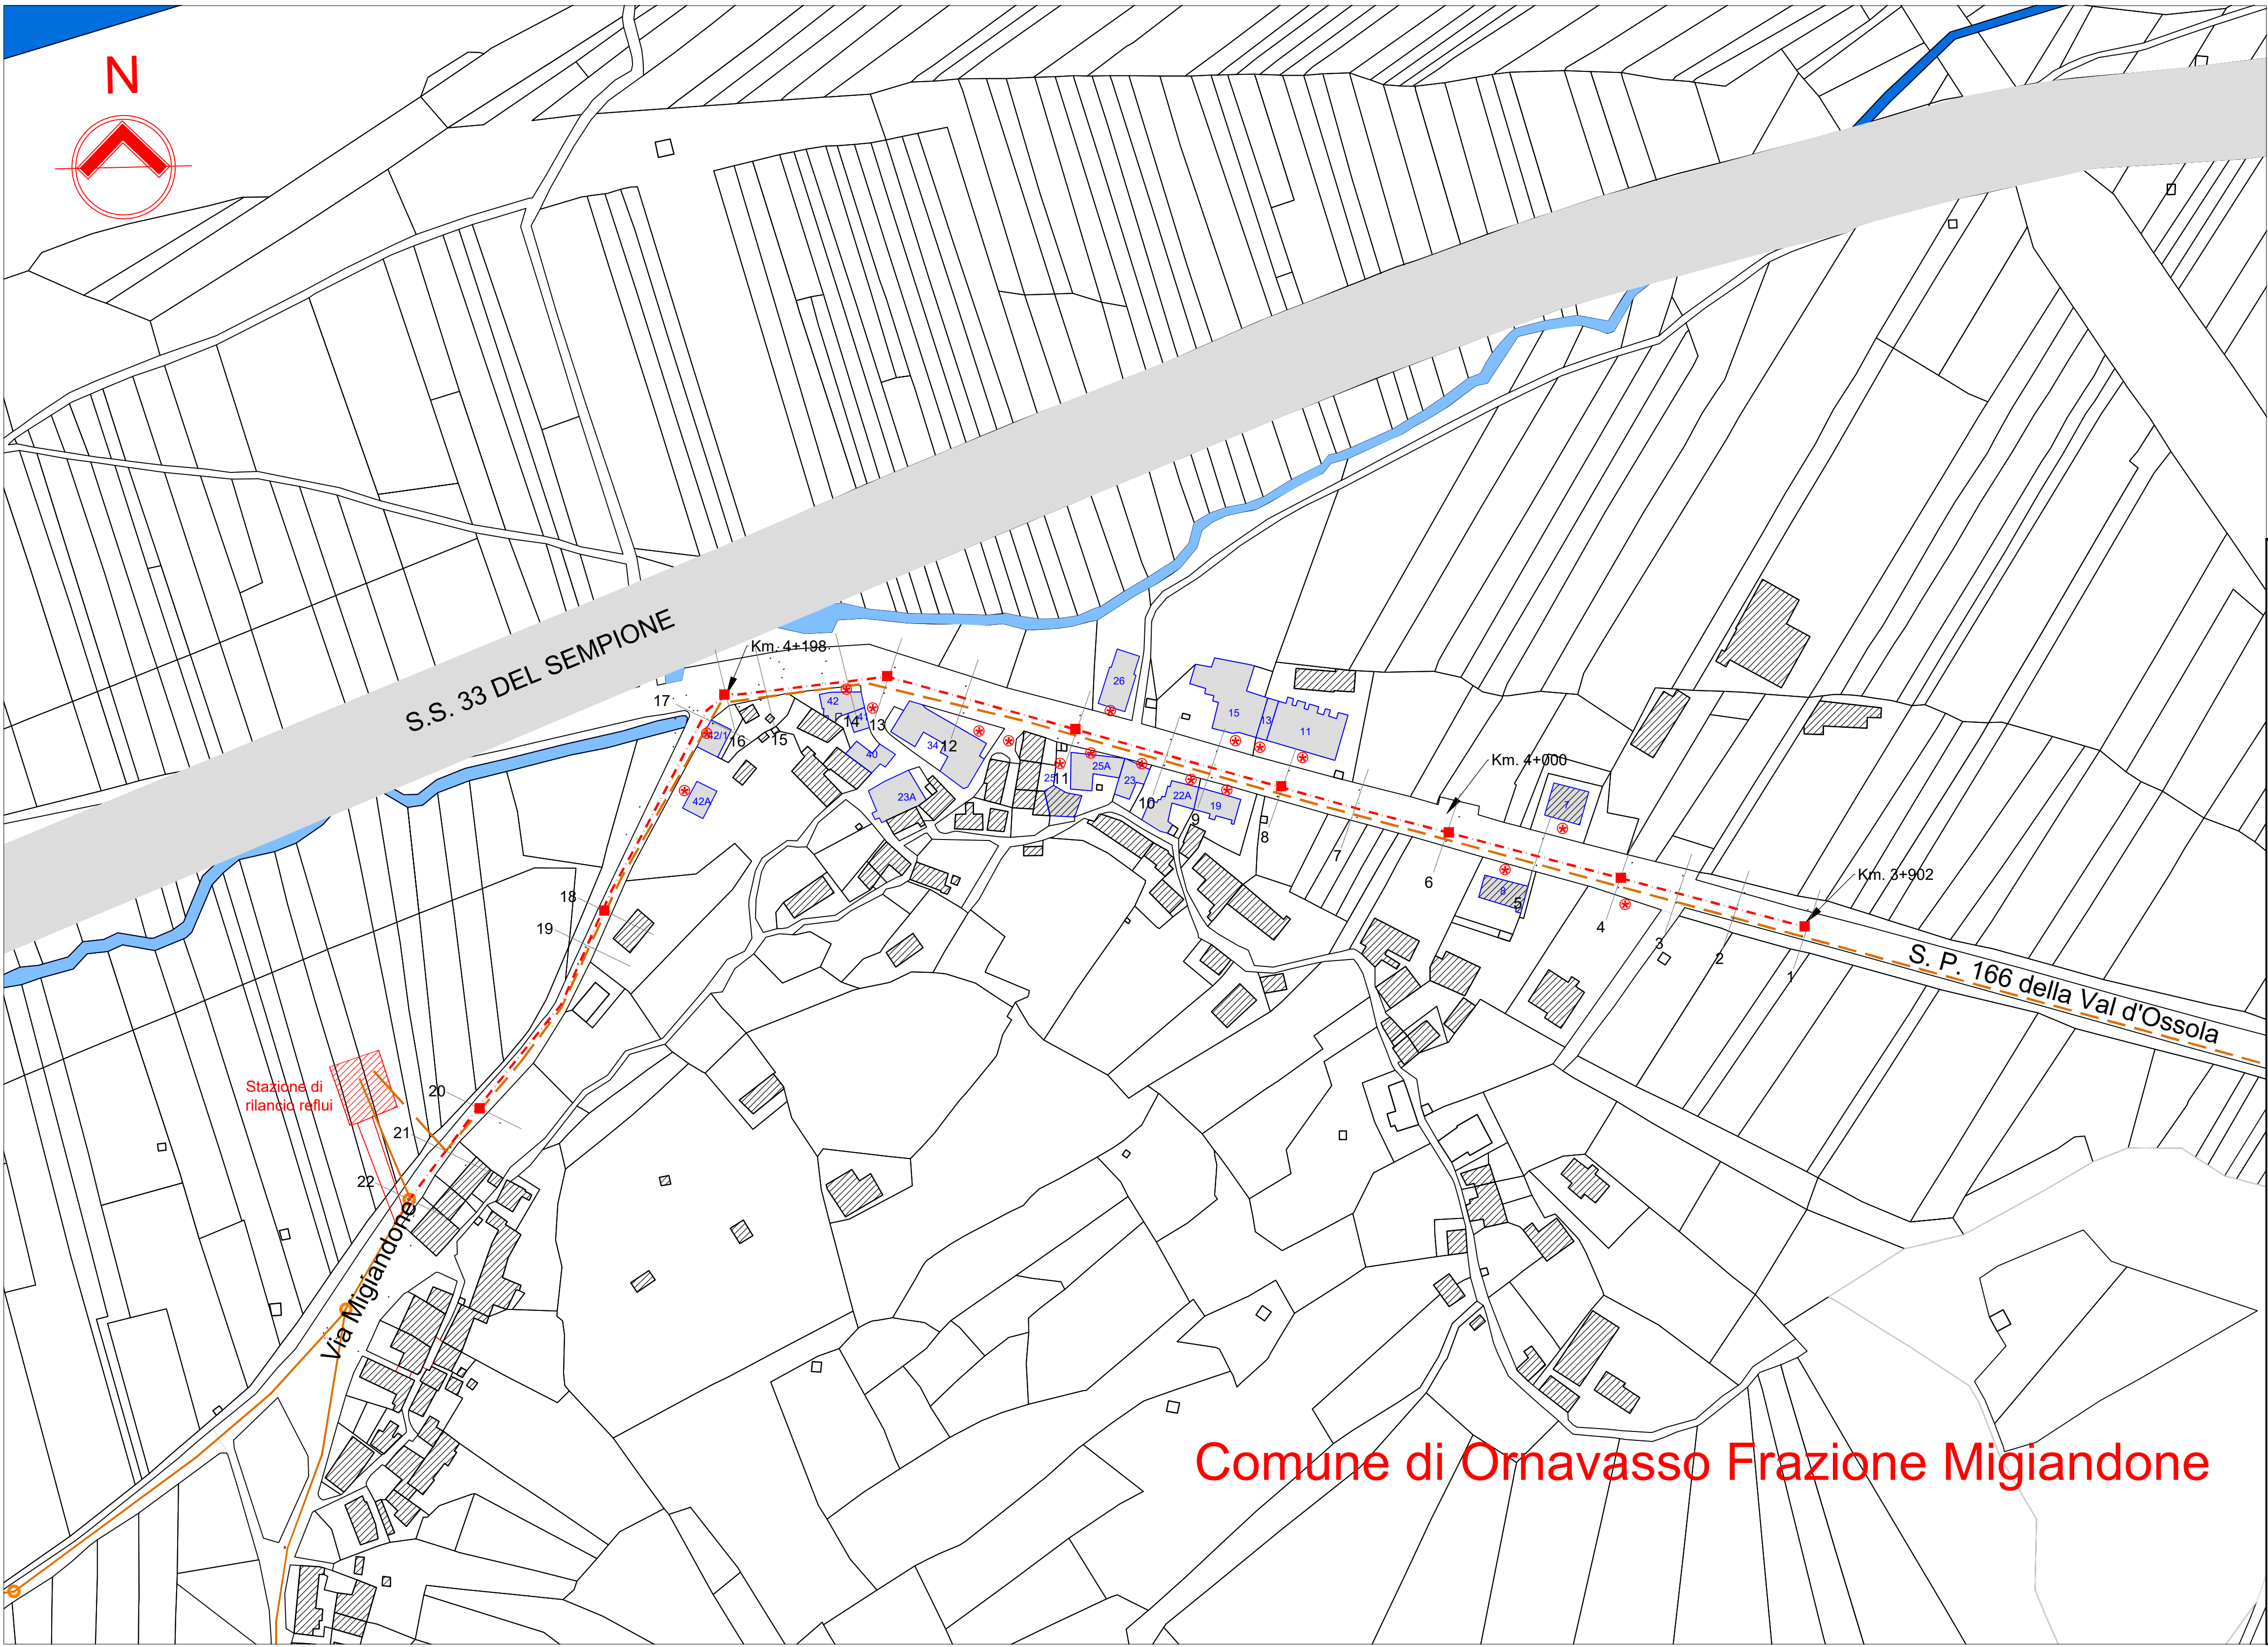 N
S.S. 33 DEL SEMPIONE
Km. 4+198
17
16
15
14
13
12
42
41
42/1
42A
40
34
23A
26
25
11
25A
23
10
22A
9
19
15
13
11
8
7
Km. 4+000
6
7
8
5
4
3
2
1
Km. 3+902
S. P. 166 della Val d'Ossola
18
19
20
21
22
Stazione di
rilancio reflui
Via Migiandone
Comune di Ornavasso Frazione Migiandone